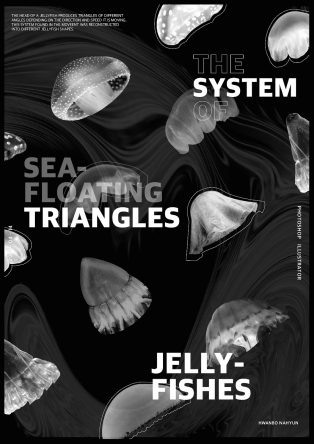 THE HEAD OF A JELLYFISH PRODUCES TRIANGLES OF DIFFERENT
ANGLES DEPENDING ON THE DIRECTION AND SPEED IT IS MOVING.
THIS SYSTEM FOUND IN THE MOVEMENT WAS RECONSTRUCTED
INTO DIFFERENT JELLYFISH SHAPES.
THE
SYSTEM
OF
SEA-
FLOATING
TRIANGLES
PHOTOSHOP ILLUSTRATOR
JELLY-
FISHES
HWANBO NAHYUN